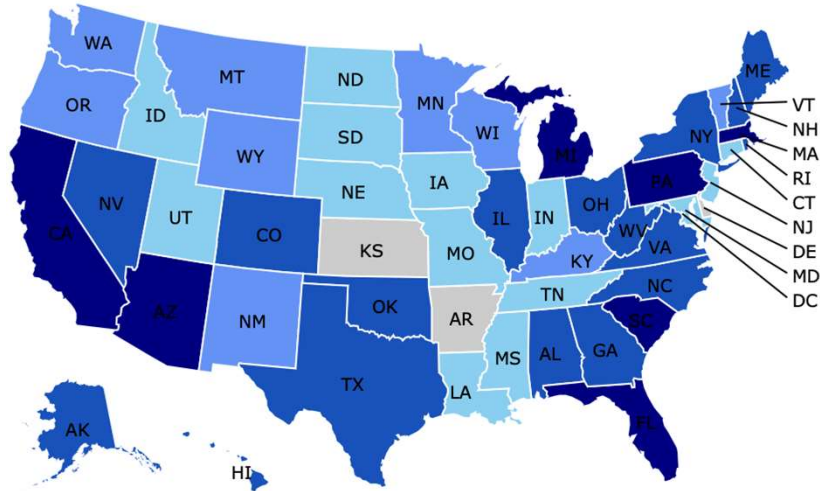 WA
MT
ND
MN
ME
VT
NH
MA
RI
CT
NJ
DE
MD
DC
OR
ID
SD
WI
MI
NY
WY
NE
IA
PA
NV
UT
CO
IL
IN
OH
WV
VA
CA
KS
MO
KY
NC
AZ
NM
OK
AR
TN
SC
TX
LA
MS
AL
GA
FL
AK
HI